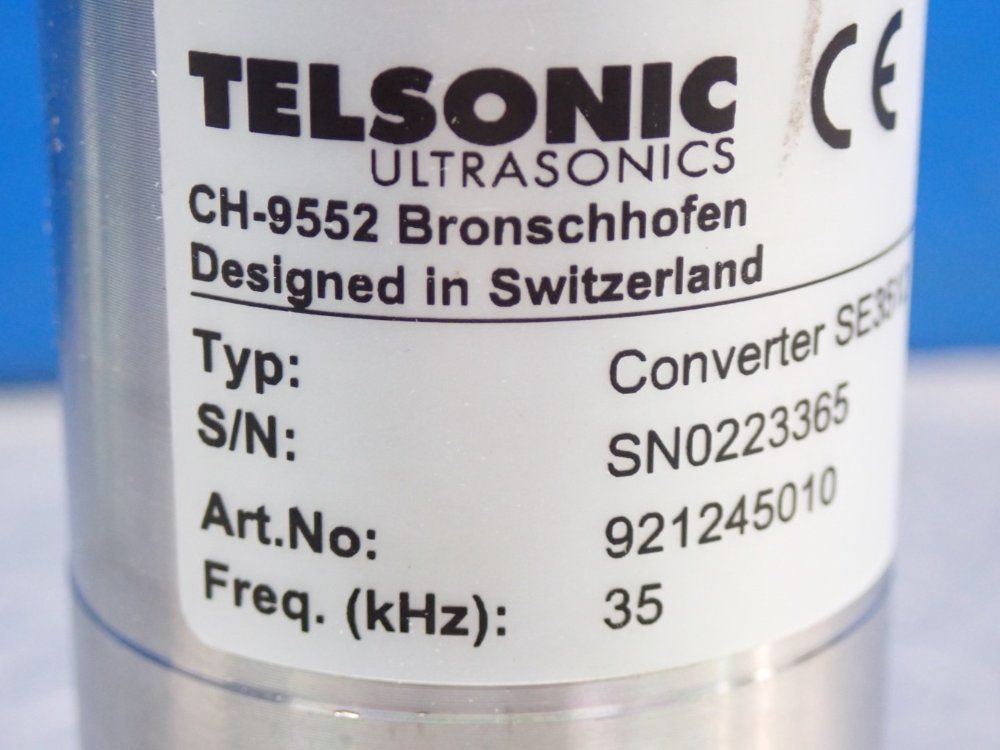 TELSONIC CE
ULTRASONICS
CH-9552 Bronschhofen
Designed in Switzerland
Typ: Converter
S/N: SN0223365
Art.No: 921245010
Freq. (kHz): 35